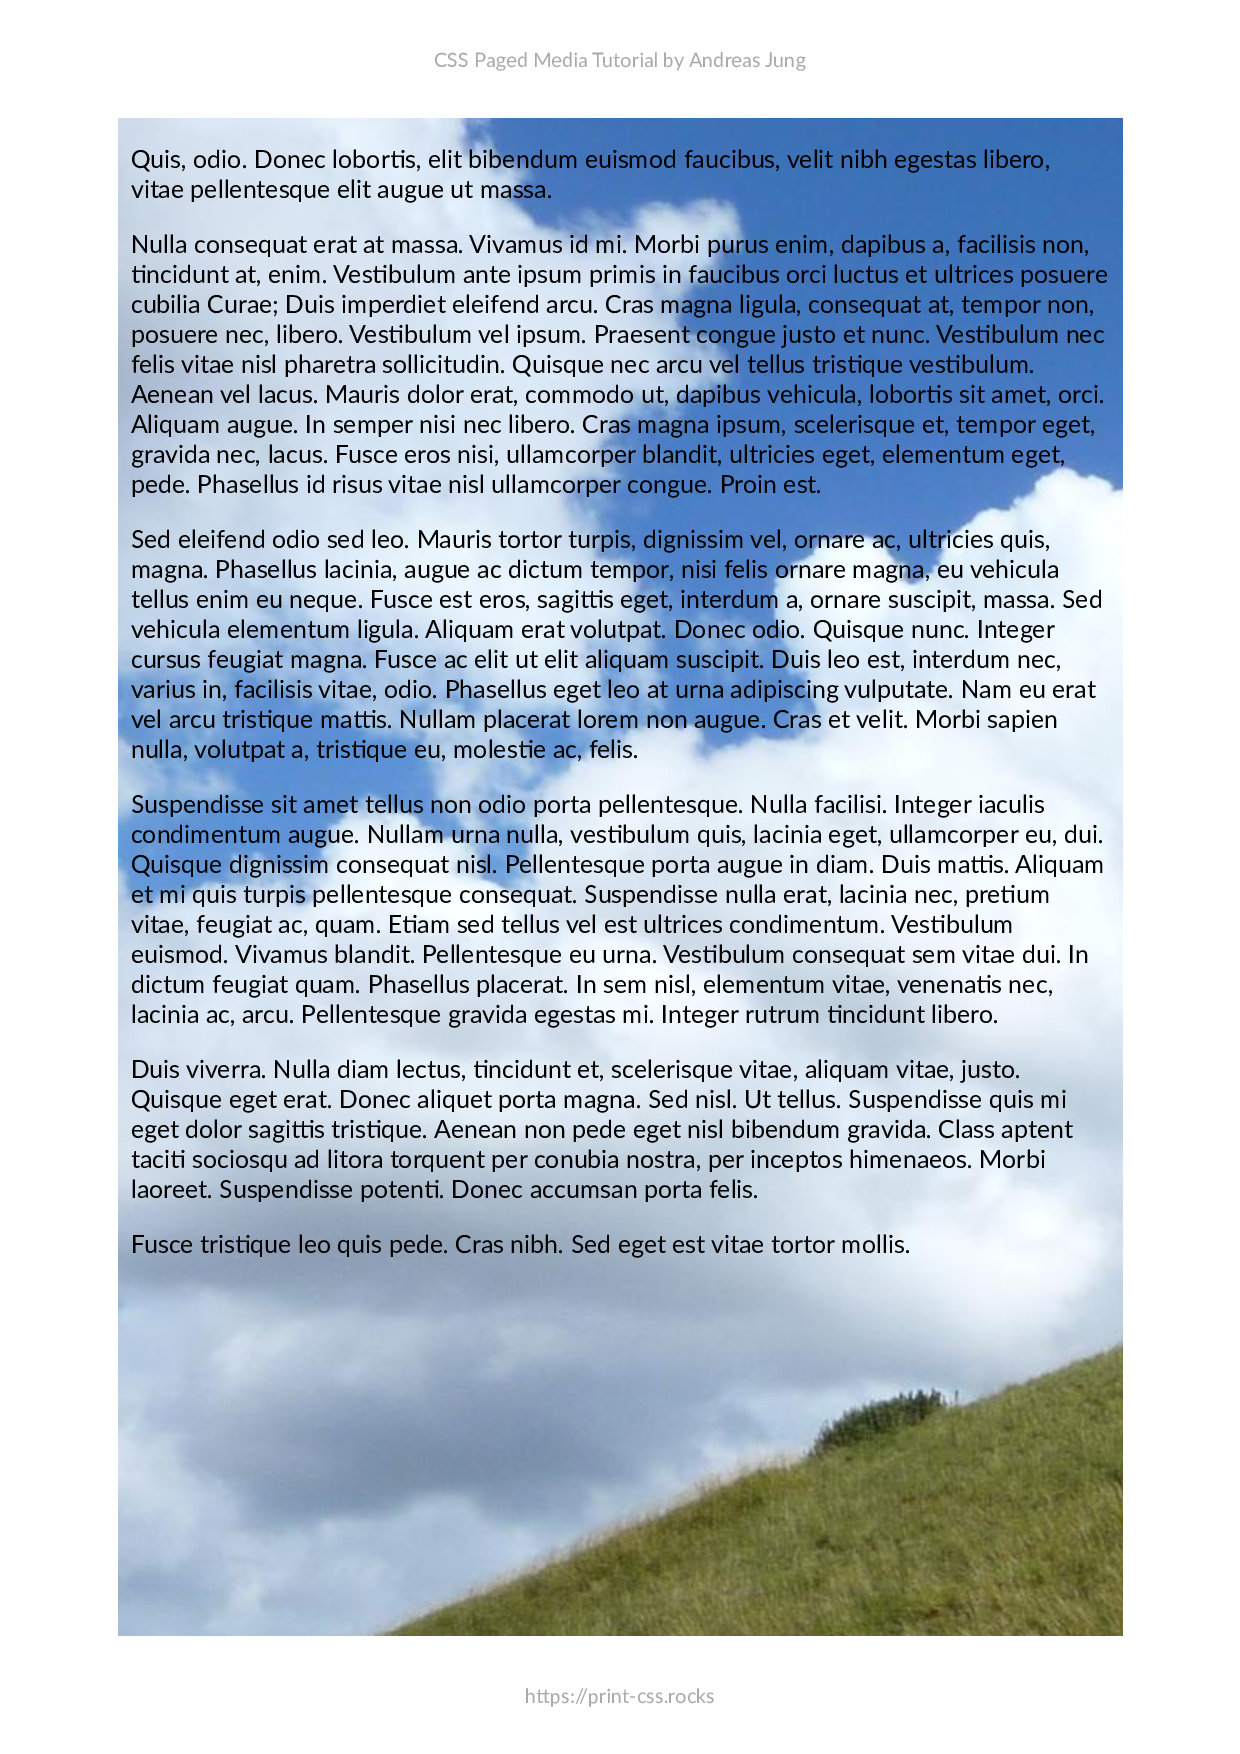 CSS Paged Media Tutorial by Andreas Jung
Quis, odio. Donec lobortis, elit bibendum euismod faucibus, velit nibh egestas libero,
vitae pellentesque elit augue ut massa.
Nulla consequat erat at massa. Vivamus id mi. Morbi purus enim, dapibus a, facilisis non,
tincidunt at, enim. Vestibulum ante ipsum primis in faucibus orci luctus et ultrices posuere
cubilia Curae; Duis imperdiet eleifend arcu. Cras magna ligula, consequat at, tempor non,
posuere nec, libero. Vestibulum vel ipsum. Praesent congue justo et nunc. Vestibulum nec
felis vitae nisl pharetra sollicitudin. Quisque nec arcu vel tellus tristique vestibulum.
Aenean vel lacus. Mauris dolor erat, commodo ut, dapibus vehicula, lobortis sit amet, orci.
Aliquam augue. In semper nisi nec libero. Cras magna ipsum, scelerisque et, tempor eget,
gravida nec, lacus. Fusce eros nisi, ullamcorper blandit, ultricies eget, elementum eget,
pede. Phasellus id risus vitae nisl ullamcorper congue. Proin est.
Sed eleifend odio sed leo. Mauris tortor turpis, dignissim vel, ornare ac, ultricies quis,
magna. Phasellus lacinia, augue ac dictum tempor, nisi felis ornare magna, eu vehicula
tellus enim eu neque. Fusce est eros, sagittis eget, interdum a, ornare suscipit, massa. Sed
vehicula elementum ligula. Aliquam erat volutpat. Donec odio. Quisque nunc. Integer
cursus feugiat magna. Fusce ac elit ut elit aliquam suscipit. Duis leo est, interdum nec,
varius in, facilisis vitae, odio. Phasellus eget leo at urna adipiscing vulputate. Nam eu erat
vel arcu tristique mattis. Nullam placerat lorem non augue. Cras et velit. Morbi sapien
nulla, volutpat a, tristique eu, molestie ac, felis.
Suspendisse sit amet tellus non odio porta pellentesque. Nulla facilisi. Integer iaculis
condimentum augue. Nullam urna nulla, vestibulum quis, lacinia eget, ullamcorper eu, dui.
Quisque dignissim consequat nisl. Pellentesque porta augue in diam. Duis mattis. Aliquam
et mi quis turpis pellentesque consequat. Suspendisse nulla erat, lacinia nec, pretium
vitae, feugiat ac, quam. Etiam sed tellus vel est ultrices condimentum. Vestibulum
euismod. Vivamus blandit. Pellentesque eu urna. Vestibulum consequat sem vitae dui. In
dictum feugiat quam. Phasellus placerat. In sem nisl, elementum vitae, venenatis nec,
lacinia ac, arcu. Pellentesque gravida egestas mi. Integer rutrum tincidunt libero.
Duis viverra. Nulla diam lectus, tincidunt et, scelerisque vitae, aliquam vitae, justo.
Quisque eget erat. Donec aliquet porta magna. Sed nisl. Ut tellus. Suspendisse quis mi
eget dolor sagittis tristique. Aenean non pede eget nisl bibendum gravida. Class aptent
taciti sociosqu ad litora torquent per conubia nostra, per inceptos himenaeos. Morbi
laoreet. Suspendisse potenti. Donec accumsan porta felis.
Fusce tristique leo quis pede. Cras nibh. Sed eget est vitae tortor mollis.
https://print-css.rocks